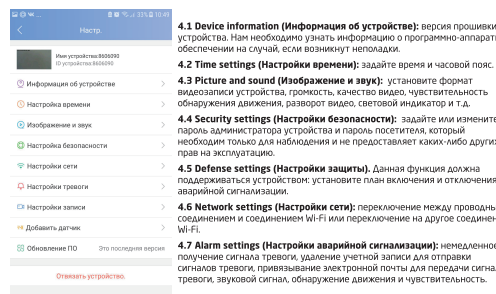 35% 10:49
Настр.
Имя устройства:8606090
ID устройства:8606090
Информация об устройстве
Настройка времени
Изображение и звук
Настройка безопасности
Настройки сети
Настройки тревоги
Настройки записи
Добавить датчик
Обновление ПО Это последняя версия
Отвязать устройство.
4.1 Device information (Информация об устройстве): версия прошивки
устройства. Нам необходимо узнать информацию о программно-аппарат
обеспечении на случай, если возникнут неполадки.
4.2 Time settings (Настройки времени): задайте время и часовой пояс.
4.3 Picture and sound (Изображение и звук): установите формат
видеозаписи устройства, громкость, качество видео, чувствительность
обнаружения движения, разворот видео, световой индикатор и т.д.
4.4 Security settings (Настройки безопасности): задайте или измените
пароль администратора устройства и пароль посетителя, который
необходим только для наблюдения и не предоставляет каких-либо других
прав на эксплуатацию.
4.5 Defense settings (Настройки защиты). Данная функция должна
поддерживаться устройством: установите план включения и отключения
аварийной сигнализации.
4.6 Network settings (Настройки сети): переключение между проводны
соединением и соединением Wi-Fi или переключение на другое соединен
Wi-Fi.
4.7 Alarm settings (Настройки аварийной сигнализации): немедленное
получение сигнала тревоги, удаление учетной записи для отправки
сигналов тревоги, привязывание электронной почты для передачи сигнал
тревоги, звуковой сигнал, обнаружение движения и чувствительность.